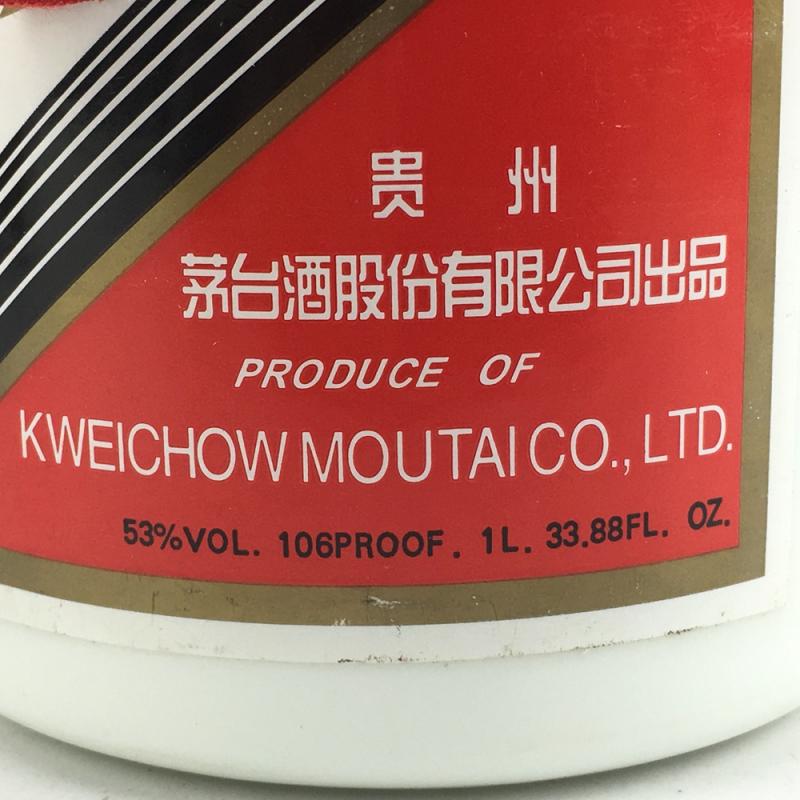 贵 州
茅台酒股份有限公司出品
PRODUCE OF
KWEICHOW MOUTAI CO., LTD.
53%VOL. 106PROOF. 1L. 33.88FL. OZ.